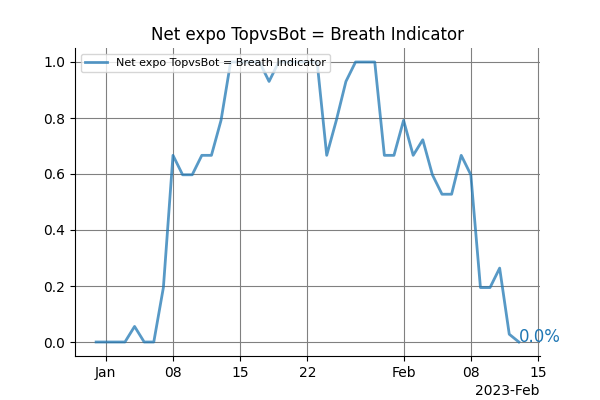 Net expo TopvsBot = Breath Indicator
1.0
Net expo TopvsBot = Breath Indicator
0.8
0.6
0.4
0.2
0.0
0.0%
Jan
08
15
22
Feb
08
15
2023-Feb